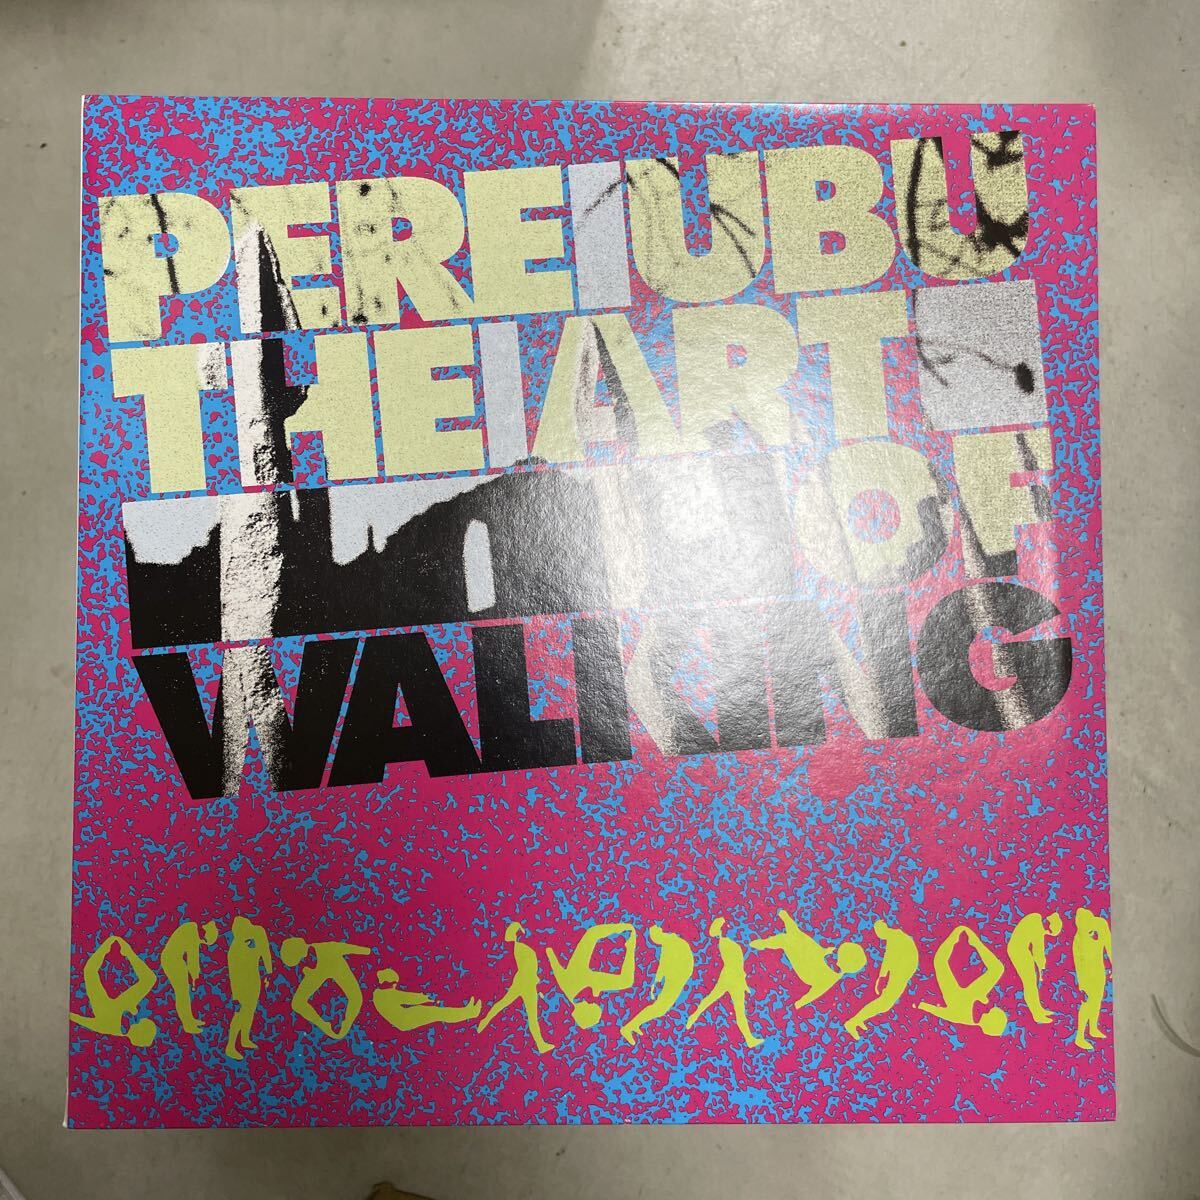 PERE UBU
THE ART
OF
WALKING